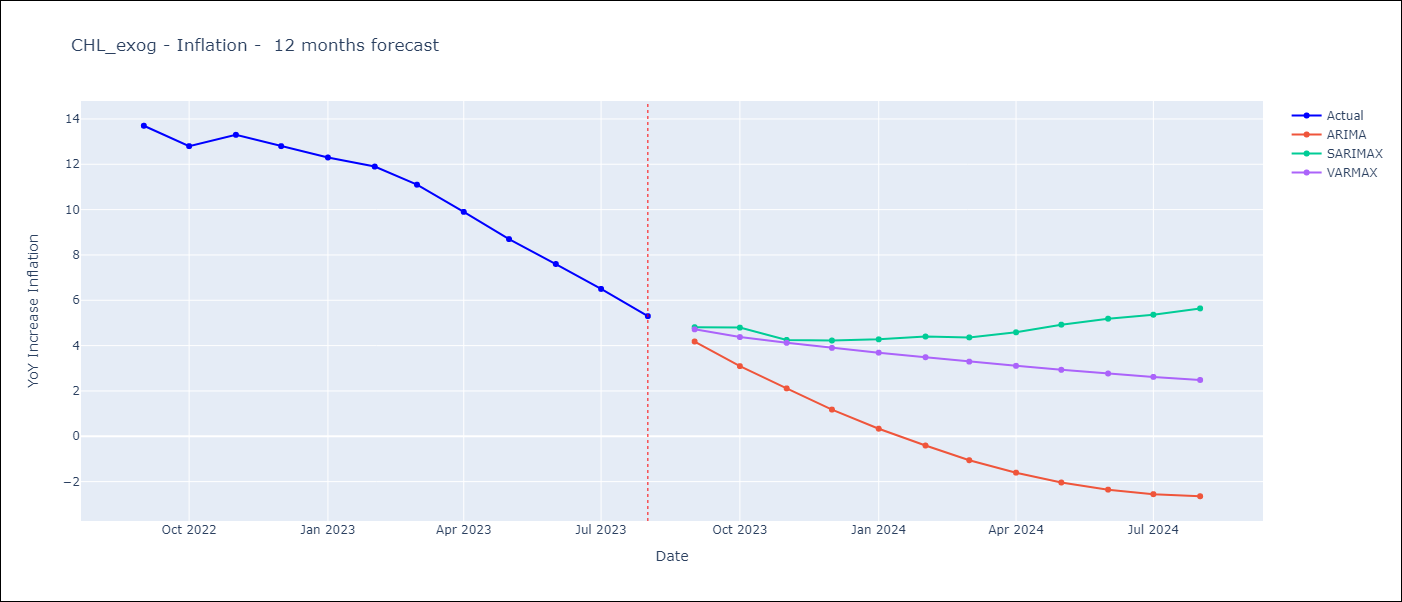 CHL_exog - Inflation -  12 months forecast
Actual
ARIMA
SARIMAX
VARMAX
YoY Increase Inflation
14
12
10
8
6
4
2
0
−2
Oct 2022
Jan 2023
Apr 2023
Jul 2023
Oct 2023
Jan 2024
Apr 2024
Jul 2024
Date